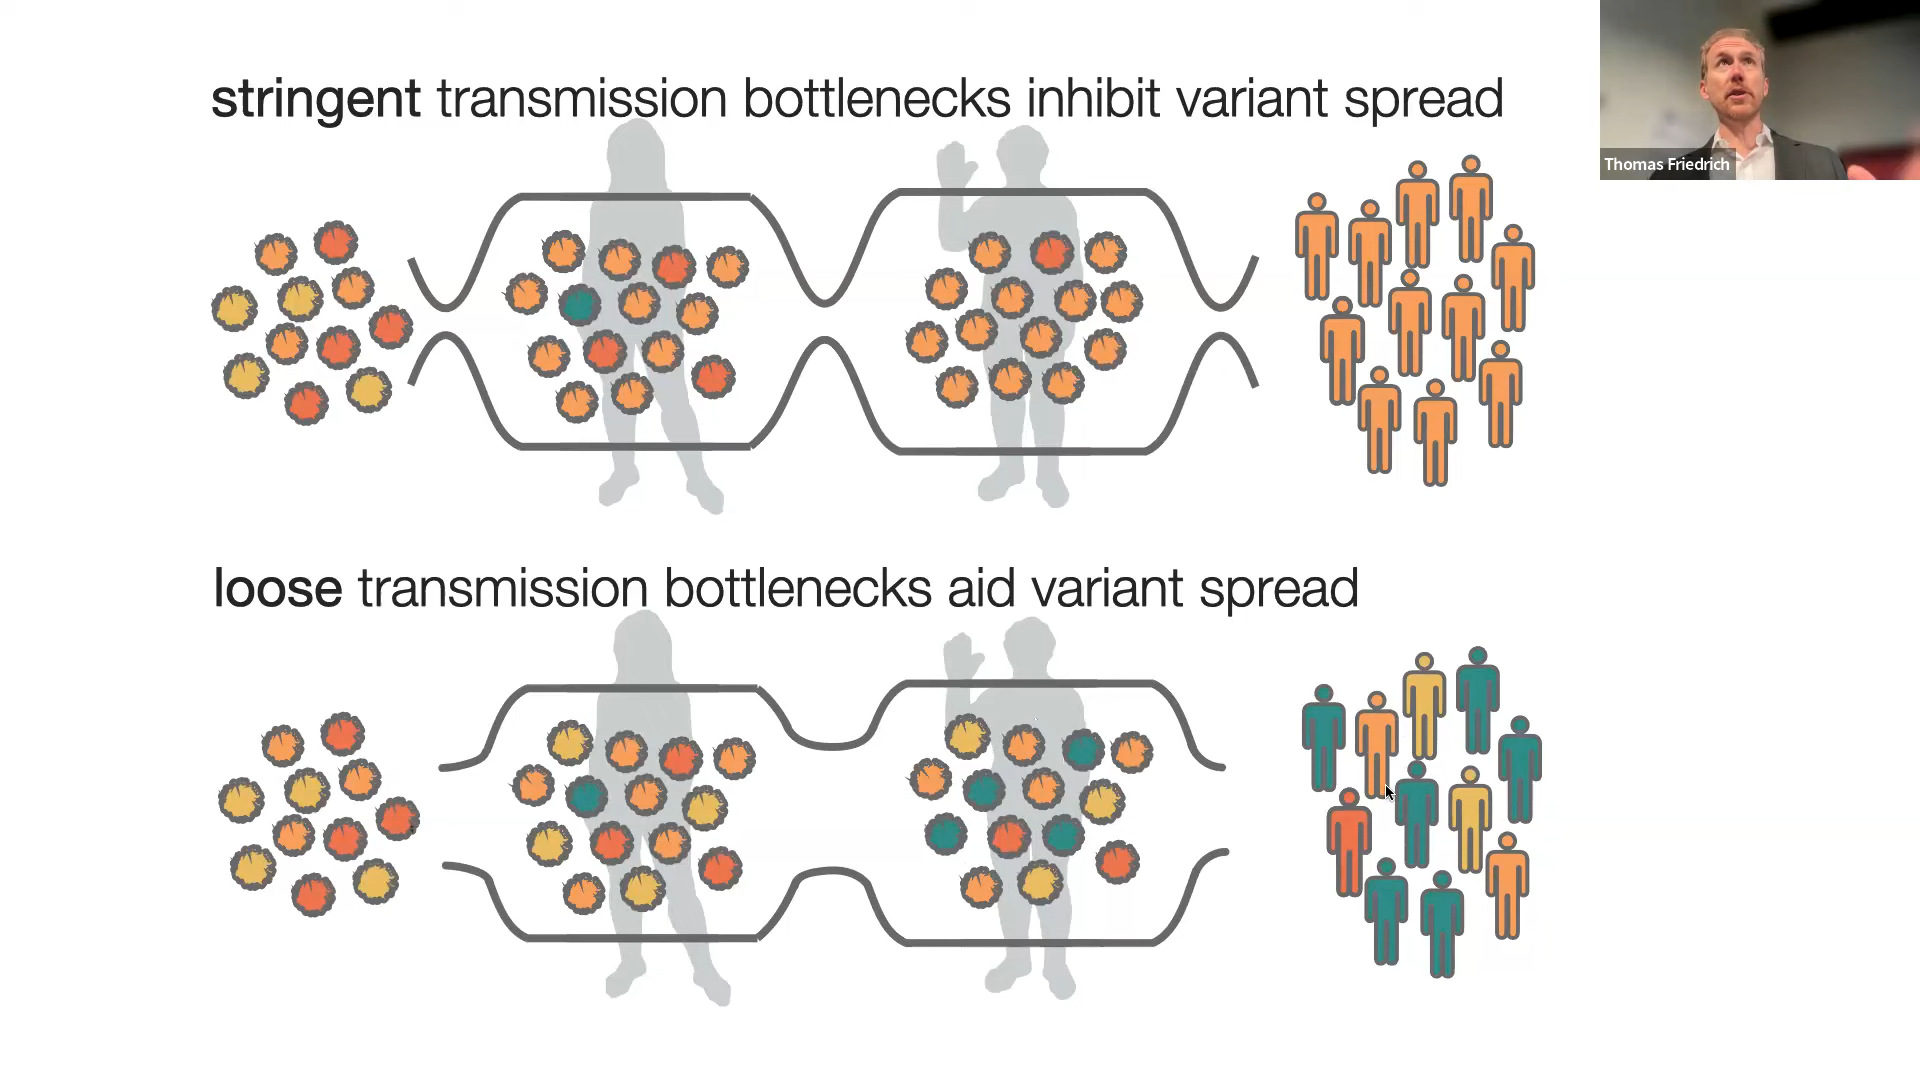 stringent transmission bottlenecks inhibit variant spread
Thomas Friedrich
loose transmission bottlenecks aid variant spread